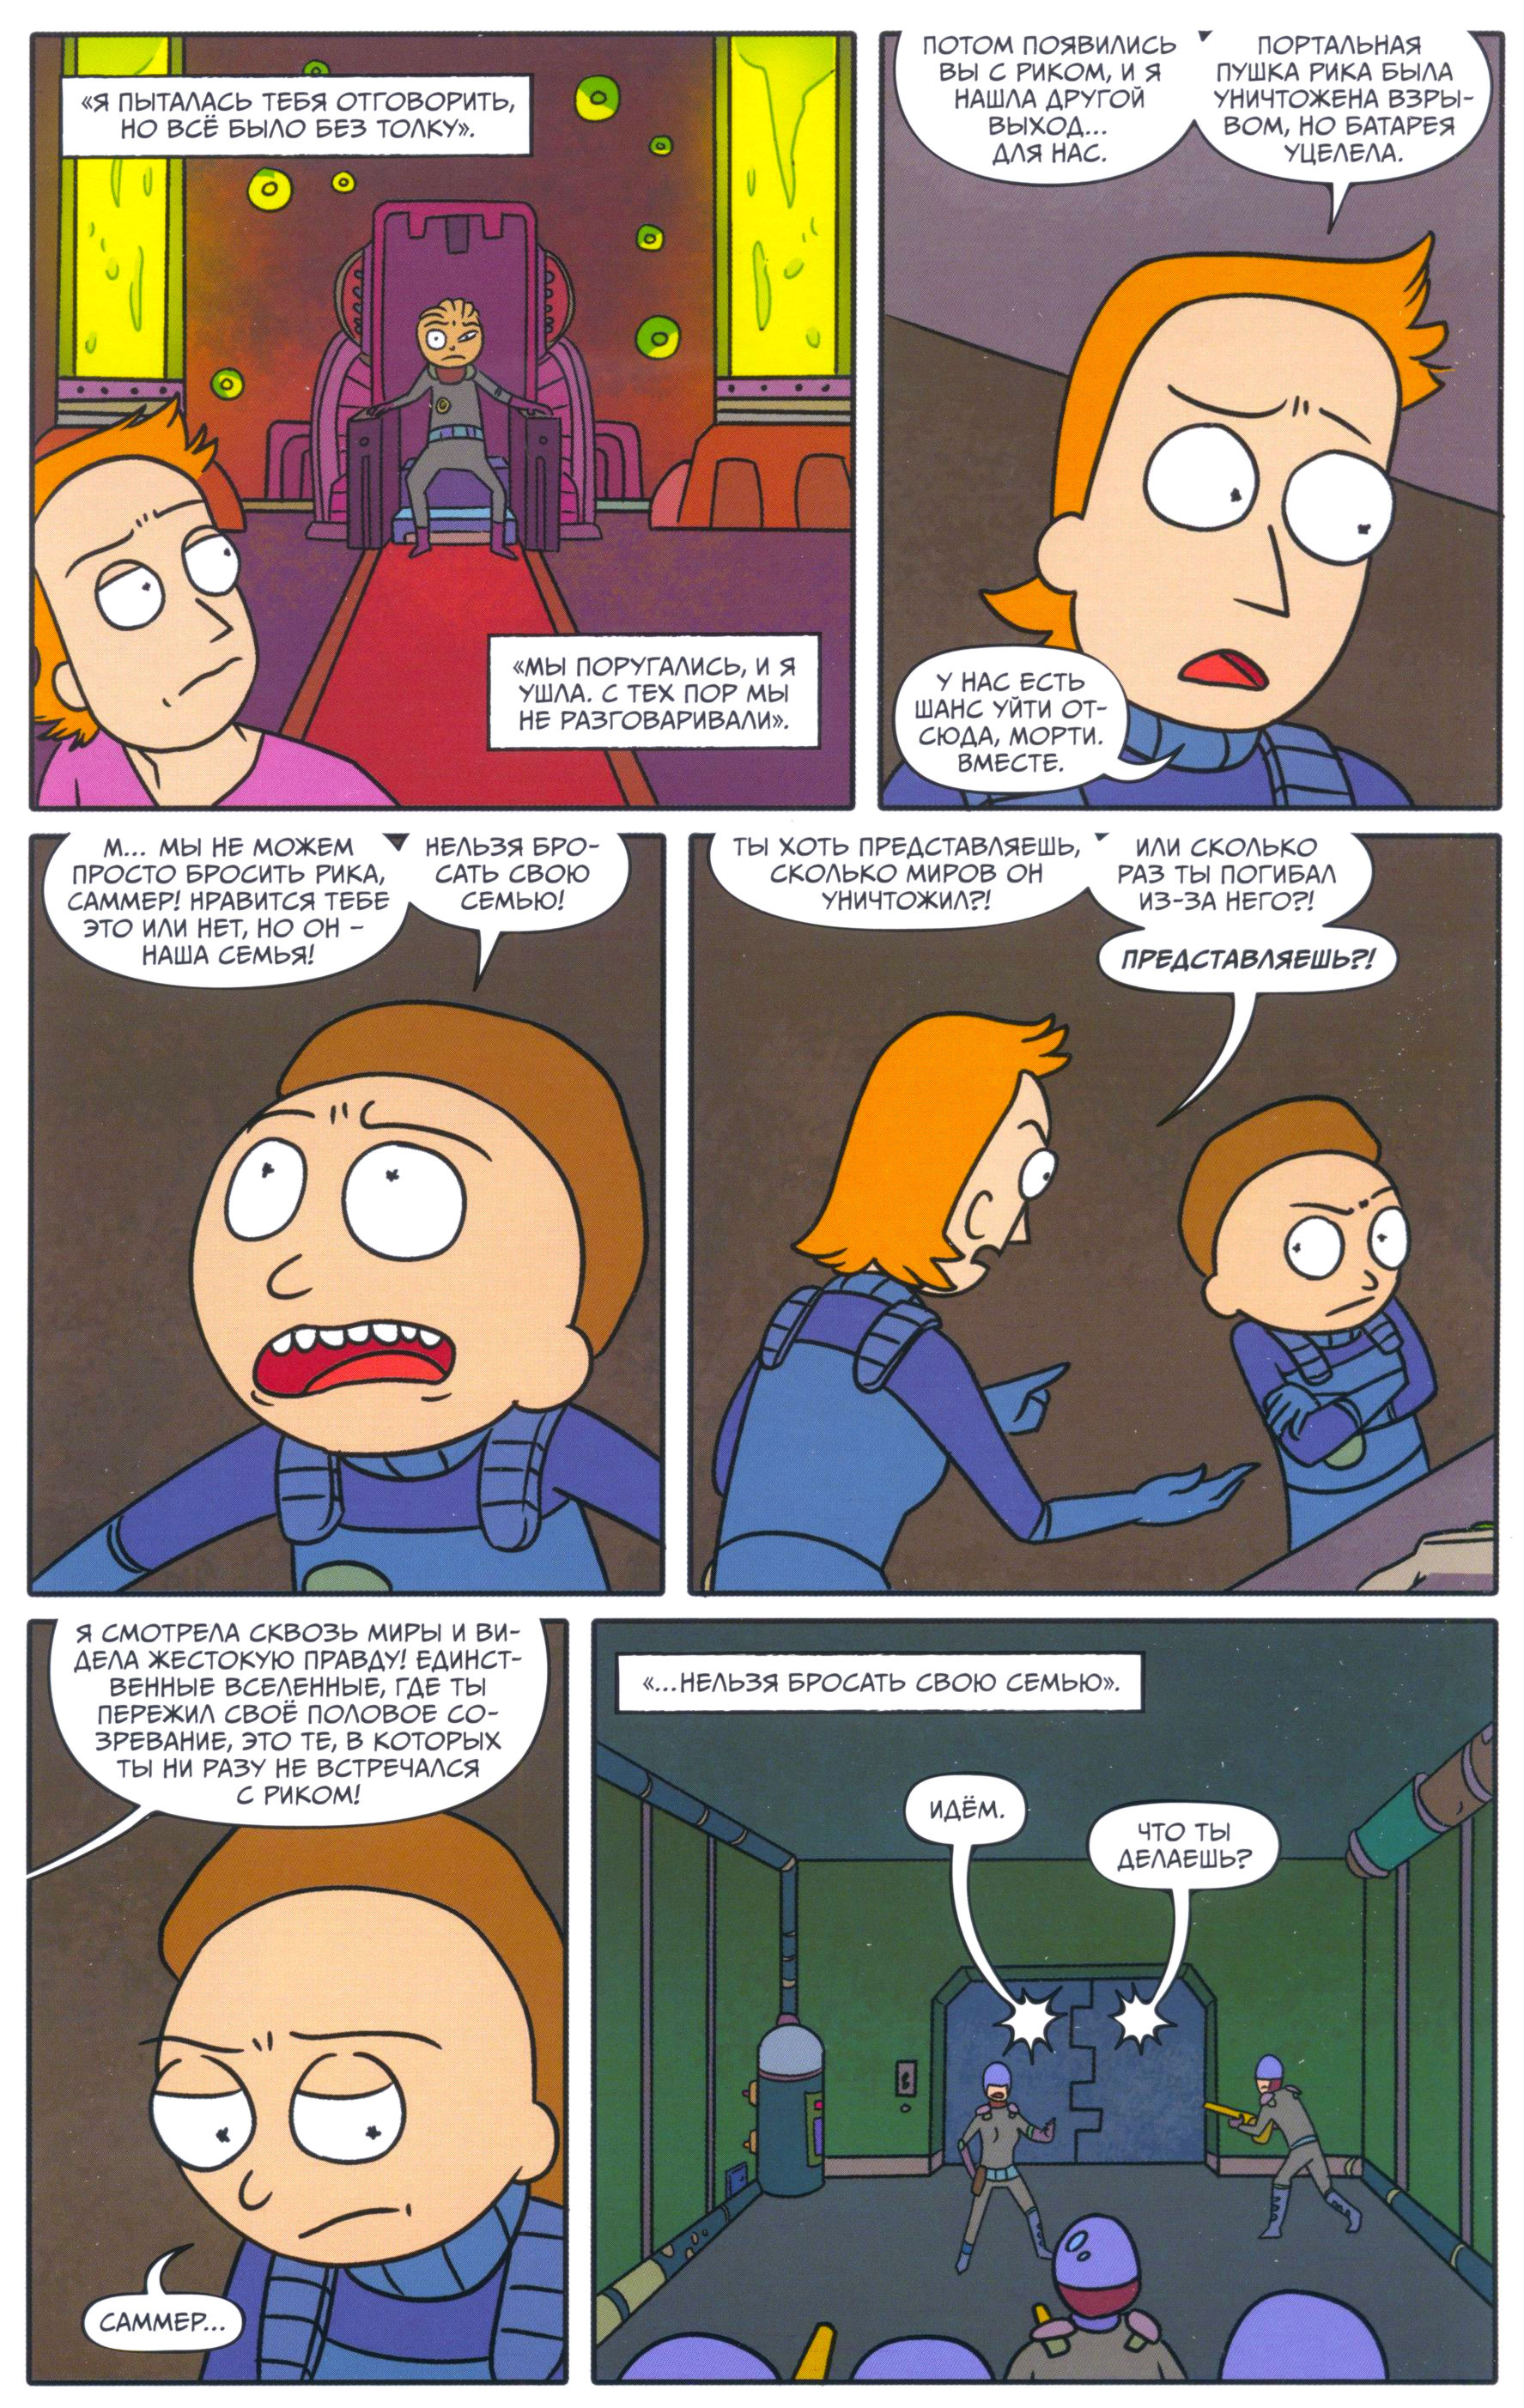 «Я ПЫТАЛАСЬ ТЕБЯ ОТГОВОРИТЬ,
НО ВСЁ БЫЛО БЕЗ ТОЛКУ».
«МЫ ПОРУГАЛИСЬ, И Я
УШЛА. С ТЕХ ПОР МЫ
НЕ РАЗГОВАРИВАЛИ».
ПОТОМ ПОЯВИЛИСЬ
ВЫ С РИКОМ, И Я
НАШЛА ДРУГОЙ
ВЫХОД...
ДЛЯ НАС.
ПОРТАЛЬНАЯ
ПУШКА РИКА БЫЛА
УНИЧТОЖЕНА ВЗРЫ-
ВОМ, НО БАТАРЕЯ
УЦЕЛЕЛА.
У НАС ЕСТЬ
ШАНС УЙТИ ОТ-
СЮДА, МОРТИ.
ВМЕСТЕ.
М... МЫ НЕ МОЖЕМ
ПРОСТО БРОСИТЬ РИКА,
САММЕР! НРАВИТСЯ ТЕБЕ
ЭТО ИЛИ НЕТ, НО ОН –
НАША СЕМЬЯ!
НЕЛЬЗЯ БРО-
САТЬ СВОЮ
СЕМЬЮ!
ТЫ ХОТЬ ПРЕДСТАВЛЯЕШЬ,
СКОЛЬКО МИРОВ ОН
УНИЧТОЖИЛ?!
ИЛИ СКОЛЬКО
РАЗ ТЫ ПОГИБАЛ
ИЗ-ЗА НЕГО?!
ПРЕДСТАВЛЯЕШЬ?!
Я СМОТРЕЛА СКВОЗЬ МИРЫ И ВИ-
ДЕЛА ЖЕСТОКУЮ ПРАВДУ! ЕДИНСТ-
ВЕННЫЕ ВСЕЛЕННЫЕ, ГДЕ ТЫ
ПЕРЕЖИЛ СВОЁ ПОЛОВОЕ СО-
ЗРЕВАНИЕ, ЭТО ТЕ, В КОТОРЫХ
ТЫ НИ РАЗУ НЕ ВСТРЕЧАЛСЯ
С РИКОМ!
САММЕР...
«...НЕЛЬЗЯ БРОСАТЬ СВОЮ СЕМЬЮ».
ИДЁМ.
ЧТО ТЫ
ДЕЛАЕШЬ?